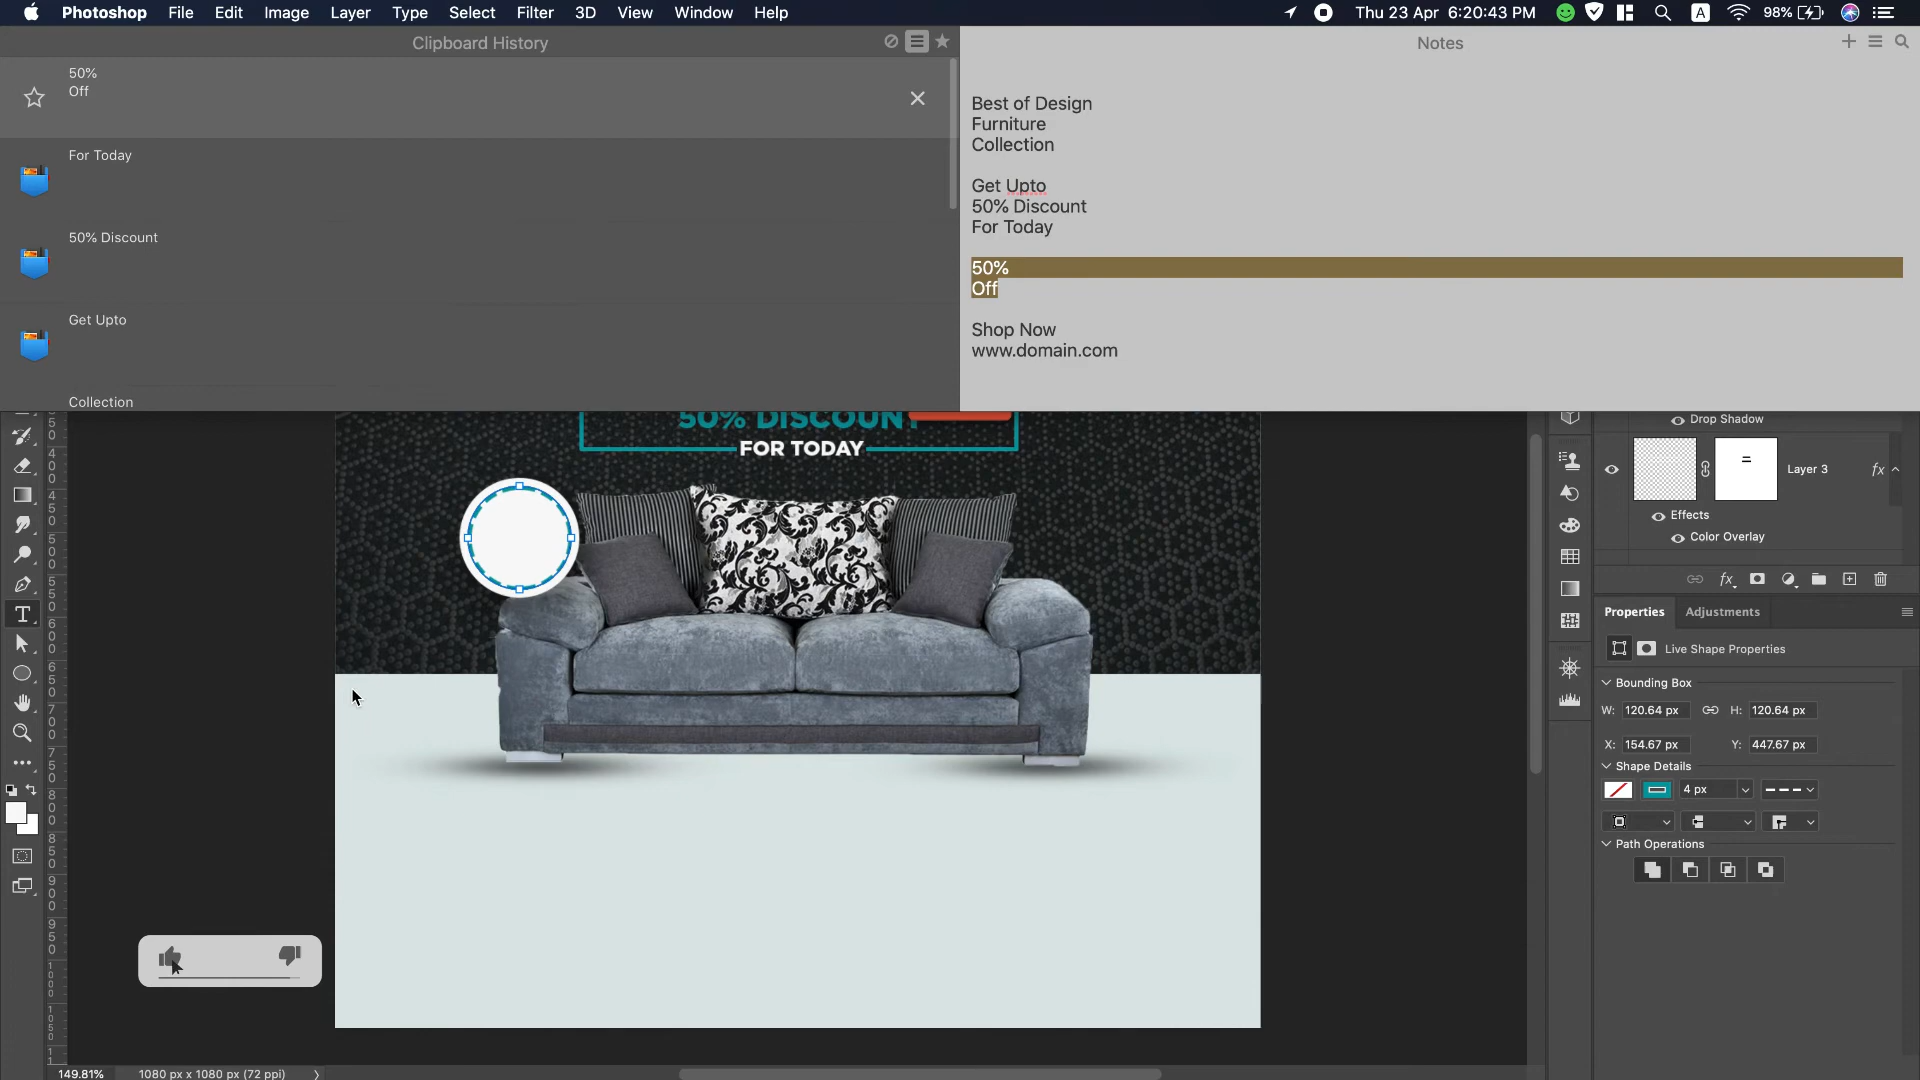 Photoshop File Edit Image Layer Type Select Filter 3D View Window Help Thu 23 Apr 6:20:43 PM A 98%
Clipboard History
50%
Off
For Today
50% Discount
Get Upto
Collection
Notes
Best of Design
Furniture
Collection
Get Upto
50% Discount
For Today
50%
Off
Shop Now
www.domain.com
50% DISCOUNT
FOR TODAY
Drop Shadow
Layer 3 fx
Effects
Color Overlay
fx
Properties Adjustments
Live Shape Properties
Bounding Box
W: 120.64 px H: 120.64 px
X: 154.67 px Y: 447.67 px
Shape Details
4 px
Path Operations
149.81% 1080 px x 1080 px (72 ppi)